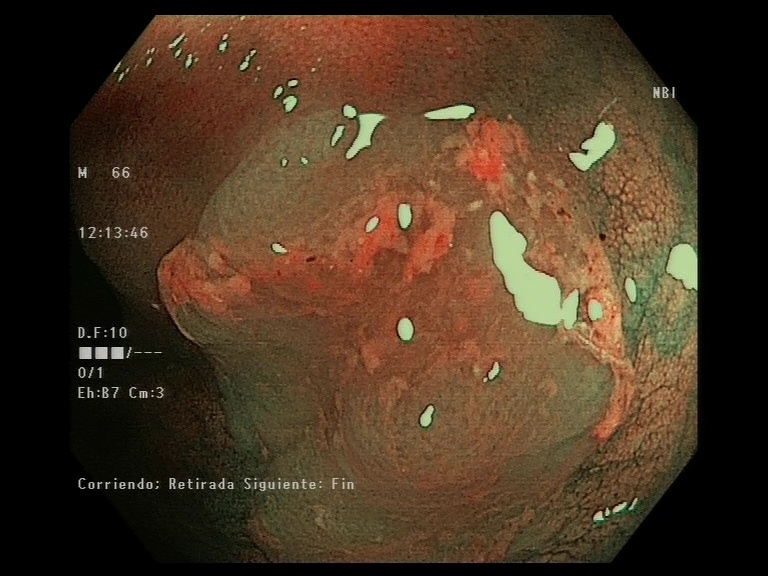 NBI
M 66
12:13:46
D.F:10
■■■/---
0/1
Eh:B7 Cm:3
Corriendo; Retirada Siguiente: Fin